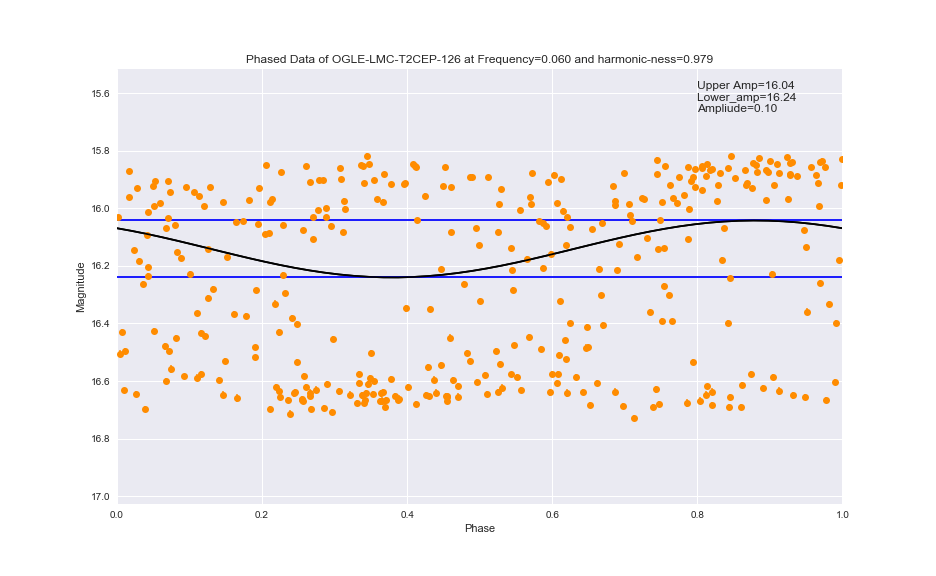 Phased Data of OGLE-LMC-T2CEP-126 at Frequency=0.060 and harmonic-ness=0.979
Upper Amp=16.04
Lower_amp=16.24
Ampliude=0.10
15.6
15.8
16.0
16.2
16.4
16.6
16.8
17.0
Magnitude
0.0 0.2 0.4 0.6 0.8 1.0
Phase